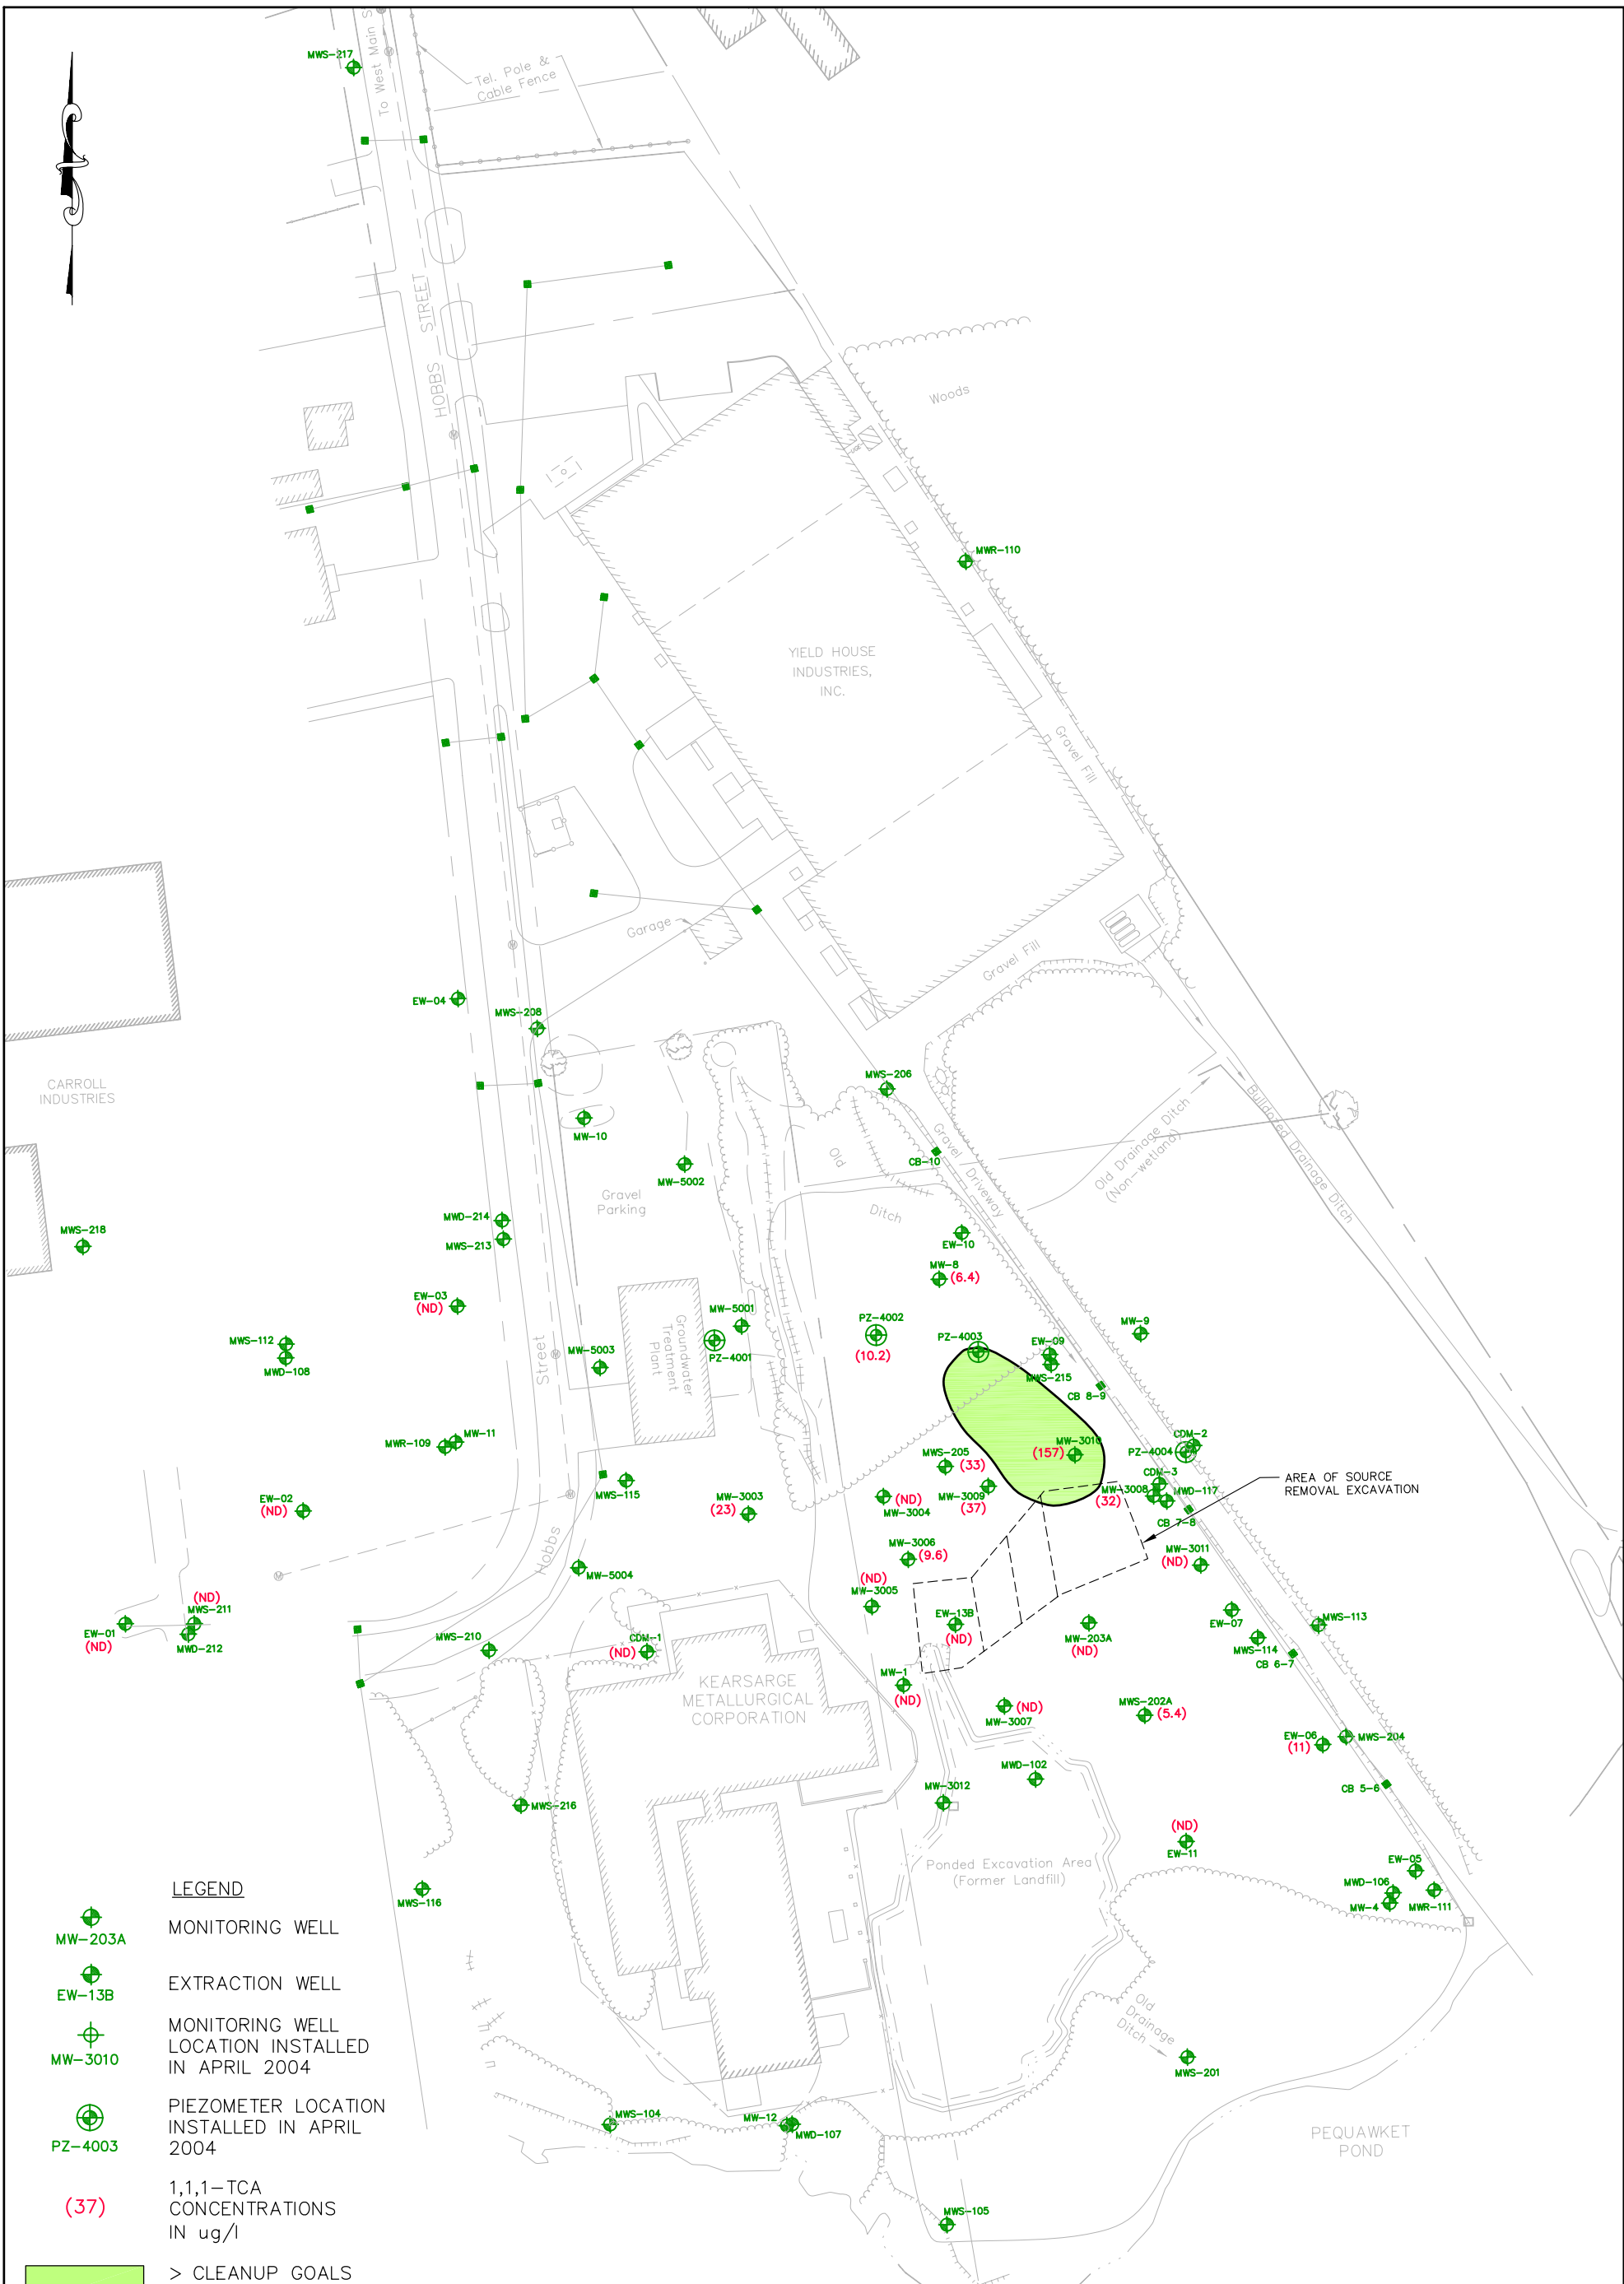 MWS-217
To West Main S
Tel. Pole &
Cable Fence
HOBBS STREET
Woods
MWR-110
YIELD HOUSE
INDUSTRIES,
INC.
Gravel Fill
Garage
Gravel Fill
EW-04
MWS-208
CARROLL
INDUSTRIES
MWS-206
MW-10
Old
Ditch
CB-10
Gravel Driveway
Old Drainage Ditch
(Non-wetland)
Builded Drainage Ditch
MW-5002
Gravel
Parking
MWD-214
MWS-213
MWS-218
EW-10
MW-8
(6.4)
EW-03
(ND)
MW-5001
PZ-4001
PZ-4002
(10.2)
PZ-4003
EW-09
MWS-215
MW-9
MWS-112
MWD-108
Street
MW-5003
Groundwater
Treatment
Plant
CB 8-9
MWR-109
MW-11
MWS-205
(33)
(157)
MW-3010
CDM-2
PZ-4004
CDM-3
MW-3008
(32)
MWD-117
CB 7-8
AREA OF SOURCE
REMOVAL EXCAVATION
EW-02
(ND)
MWS-115
MW-3003
(23)
(ND)
MW-3004
MW-3009
(37)
MW-3006
(9.6)
MW-3011
(ND)
Hobbs
MW-5004
(ND)
MW-3005
(ND)
MWS-211
EW-01
(ND)
MWD-212
EW-13B
(ND)
MW-203A
(ND)
EW-07
MWS-113
MWS-114
CB 6-7
MWS-210
CDM-1
(ND)
KEARSARGE
METALLURGICAL
CORPORATION
MW-1
(ND)
MW-3007
(ND)
MWS-202A
(5.4)
EW-06
(11)
MWS-204
MWD-102
CB 5-6
MW-3012
MWS-216
(ND)
EW-11
Ponded Excavation Area
(Former Landfill)
EW-05
MWD-106
MW-4
MWR-111
MWS-116
LEGEND
MW-203A
MONITORING WELL
EW-13B
EXTRACTION WELL
MW-3010
MONITORING WELL
LOCATION INSTALLED
IN APRIL 2004
PZ-4003
PIEZOMETER LOCATION
INSTALLED IN APRIL
2004
(37)
1,1,1-TCA
CONCENTRATIONS
IN ug/l
> CLEANUP GOALS
Old
Drainage
Ditch
MWS-201
MWS-104
MW-12
MWD-107
PEQUAWKET
POND
MWS-105